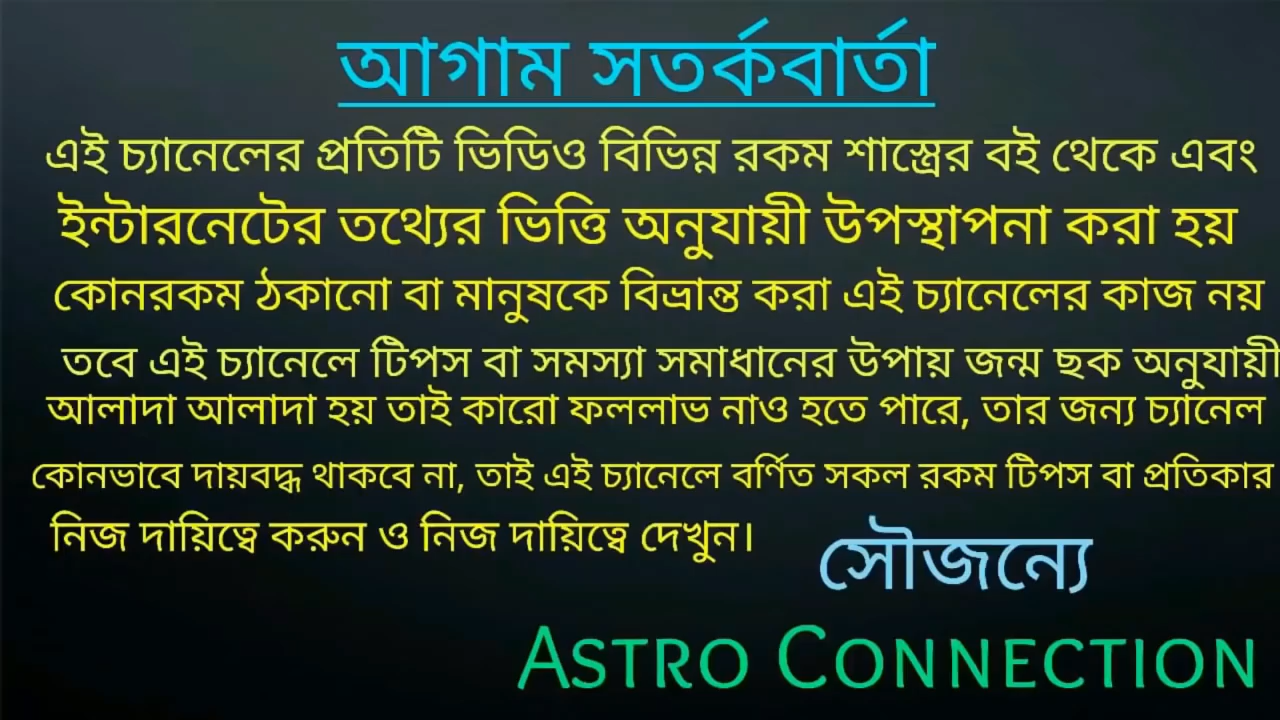 আগাম সতর্কবার্তা
এই চ্যানেলের প্রতিটি ভিডিও বিভিন্ন রকম শাস্ত্রের বই থেকে এবং
ইন্টারনেটের তথ্যের ভিত্তি অনুযায়ী উপস্থাপনা করা হয়
কোনরকম ঠকানো বা মানুষকে বিভ্রান্ত করা এই চ্যানেলের কাজ নয়
তবে এই চ্যানেলে টিপস বা সমস্যা সমাধানের উপায় জন্ম ছক অনুযায়ী
আলাদা আলাদা হয় তাই কারো ফললাভ নাও হতে পারে, তার জন্য চ্যানেল
কোনভাবে দায়বদ্ধ থাকবে না, তাই এই চ্যানেলে বর্ণিত সকল রকম টিপস বা প্রতিকার
নিজ দায়িত্বে করুন ও নিজ দায়িত্বে দেখুন।
সৌজন্যে
ASTRO CONNECTION